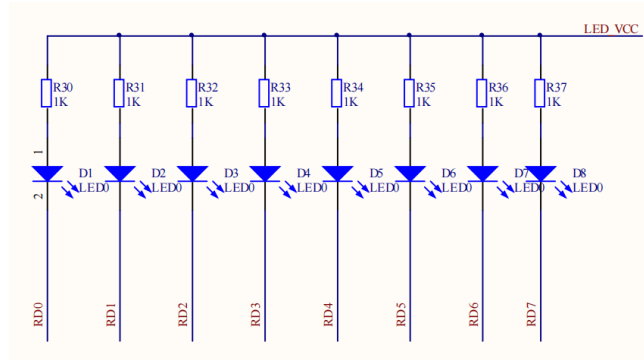 LED VCC
R30 R31 R32 R33 R34 R35 R36 R37
1K 1K 1K 1K 1K 1K 1K 1K
1
D1 D2 D3 D4 D5 D6 D7 D8
LED0 LED0 LED0 LED0 LED0 LED0 LED0 LED0
2
RD0 RD1 RD2 RD3 RD4 RD5 RD6 RD7